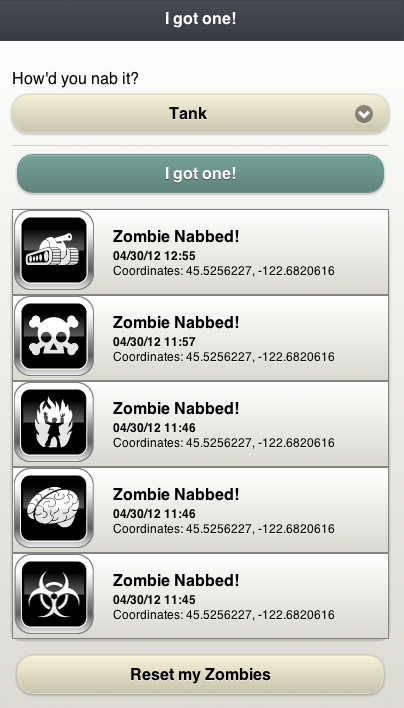 I got one!
How'd you nab it?
Tank
I got one!
Zombie Nabbed!
04/30/12 12:55
Coordinates: 45.5256227, -122.6820616
Zombie Nabbed!
04/30/12 11:57
Coordinates: 45.5256227, -122.6820616
Zombie Nabbed!
04/30/12 11:46
Coordinates: 45.5256227, -122.6820616
Zombie Nabbed!
04/30/12 11:46
Coordinates: 45.5256227, -122.6820616
Zombie Nabbed!
04/30/12 11:45
Coordinates: 45.5256227, -122.6820616
Reset my Zombies